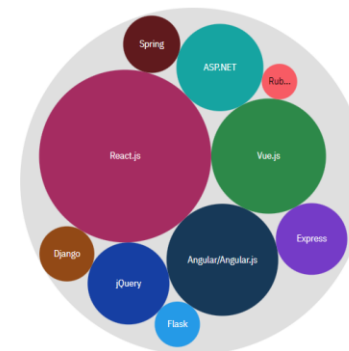 Spring
ASP.NET
Rub...
React.js
Vue.js
Express
Django
Angular/Angular.js
jQuery
Flask